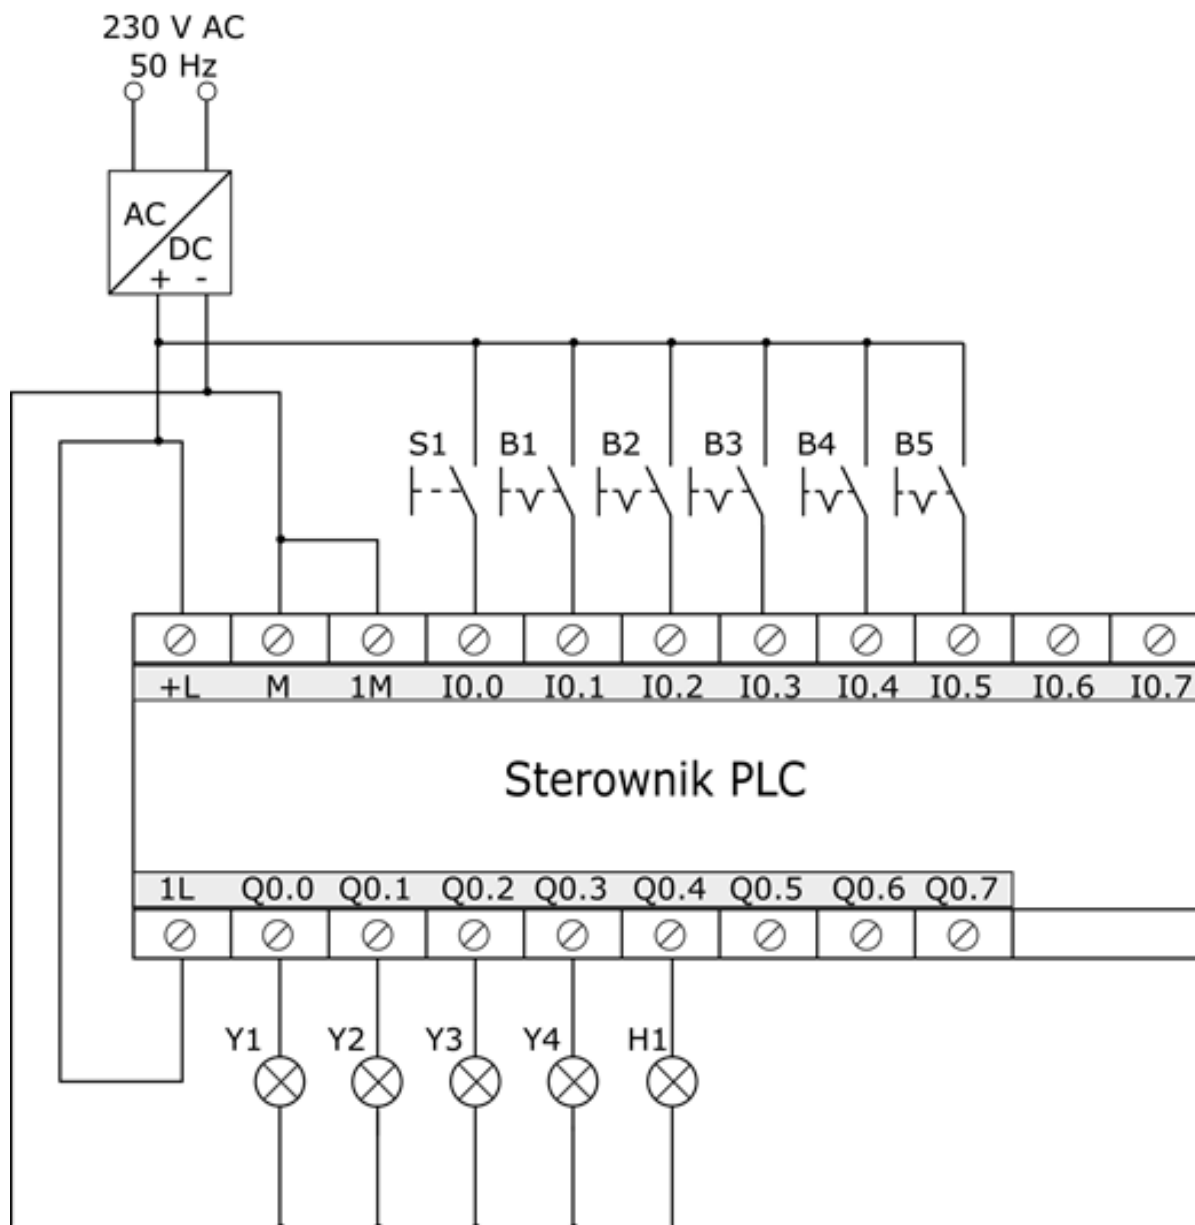 230 V AC
50 Hz
AC
DC
+ -
S1 B1 B2 B3 B4 B5
+L M 1M I0.0 I0.1 I0.2 I0.3 I0.4 I0.5 I0.6 I0.7
Sterownik PLC
1L Q0.0 Q0.1 Q0.2 Q0.3 Q0.4 Q0.5 Q0.6 Q0.7
Y1 Y2 Y3 Y4 H1